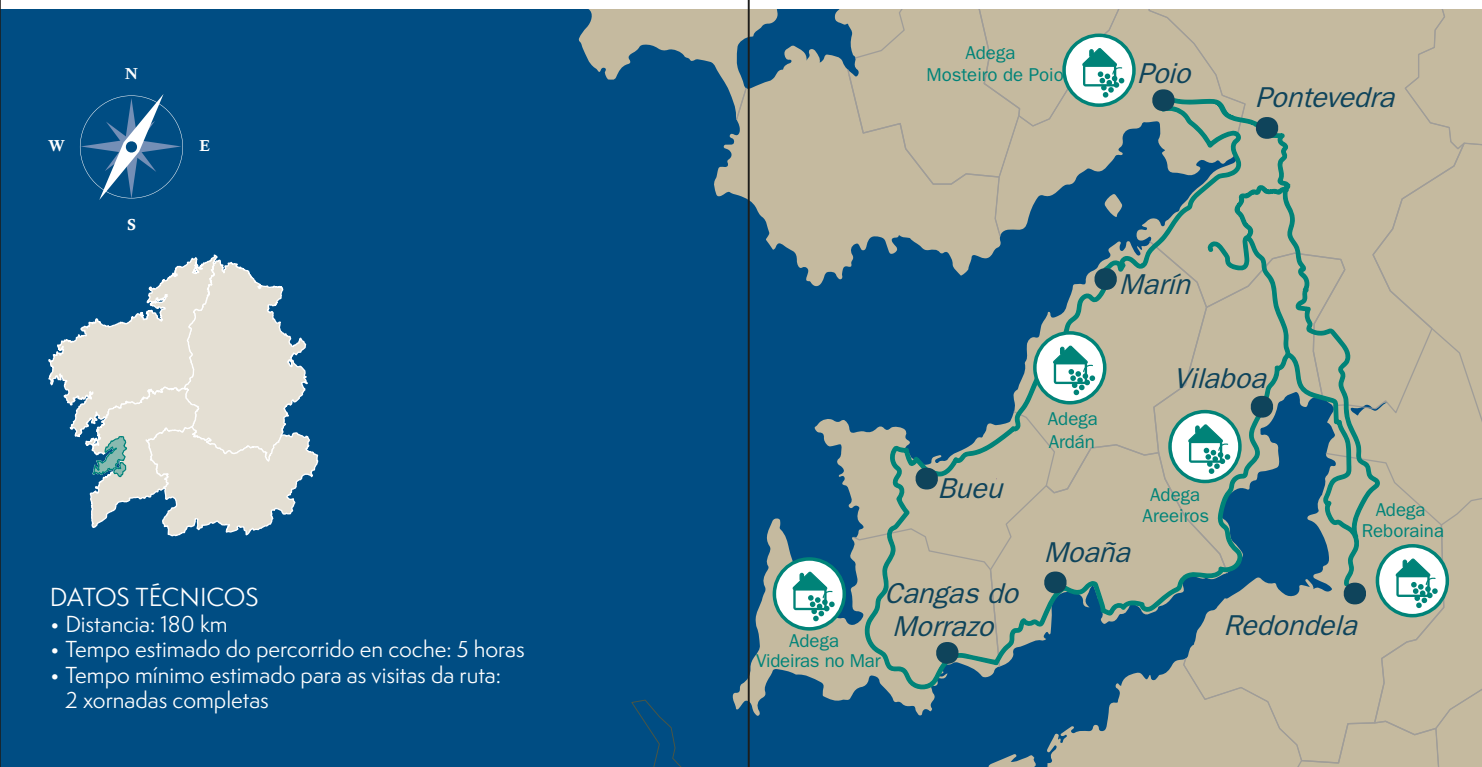 N
W
E
S
DATOS TÉCNICOS
• Distancia: 180 km
• Tempo estimado do percorrido en coche: 5 horas
• Tempo mínimo estimado para as visitas da ruta:
2 xornadas completas
Adega
Mosteiro de Poio
Poio
Pontevedra
Marín
Adega
Ardán
Vilaboa
Adega
Areeiros
Bueu
Adega
Reboraina
Moaña
Cangas do
Morrazo
Adega
Videiras no Mar
Redondela